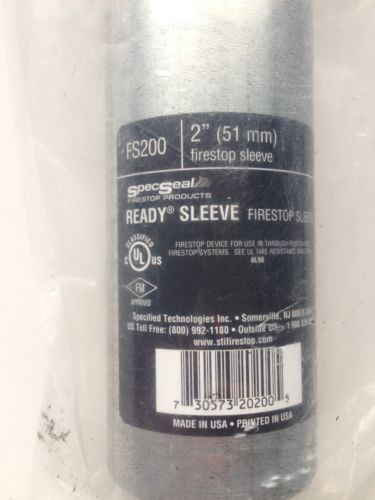 FS200
2" (51 mm)
firestop sleeve
SpecSeal
FIRESTOP PRODUCTS
READY® SLEEVE FIRESTOP SLEEVE
CLASSIFIED
C UL US
FIRESTOP DEVICE FOR USE IN THROUGH-PENETRATION
FIRESTOP SYSTEMS SEE UL FIRE RESISTANCE DIRECTORY
FM
APPROVED
Specified Technologies Inc. • Somerville, NJ
US Toll Free: (800) 992-1180 • Outside US:
www.stifirestop.com
7 30573 20200 5
MADE IN USA • PRINTED IN USA